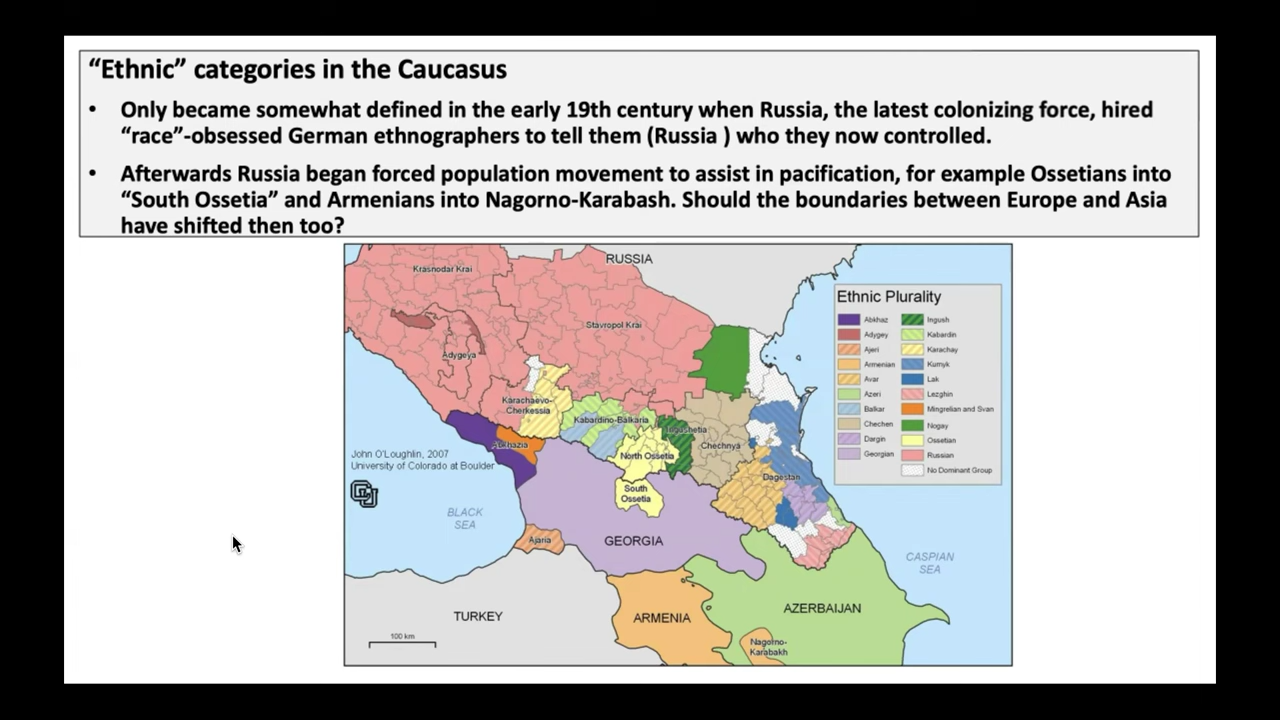 “Ethnic” categories in the Caucasus
• Only became somewhat defined in the early 19th century when Russia, the latest colonizing force, hired
“race”-obsessed German ethnographers to tell them (Russia ) who they now controlled.
• Afterwards Russia began forced population movement to assist in pacification, for example Ossetians into
“South Ossetia” and Armenians into Nagorno-Karabash. Should the boundaries between Europe and Asia
have shifted then too?
RUSSIA
Krasnodar Krai
Stavropol Krai
Adygeya
Karachaevo-
Cherkessia
Kabardino-Balkaria
Ingushetia
Chechnya
North Ossetia
Abkhazia
South
Ossetia
Dagestan
John O'Loughlin, 2007
University of Colorado at Boulder
CU
BLACK
SEA
Ajaria
GEORGIA
CASPIAN
SEA
TURKEY
ARMENIA
AZERBAIJAN
Nagorno-
Karabakh
100 km
Ethnic Plurality
Abkhaz
Adygey
Ajeri
Armenian
Avar
Azeri
Balkar
Chechen
Dargin
Georgian
Ingush
Kabardin
Karachay
Kumyk
Lak
Lezghin
Mingrelian and Svan
Nogay
Ossetian
Russian
No Dominant Group